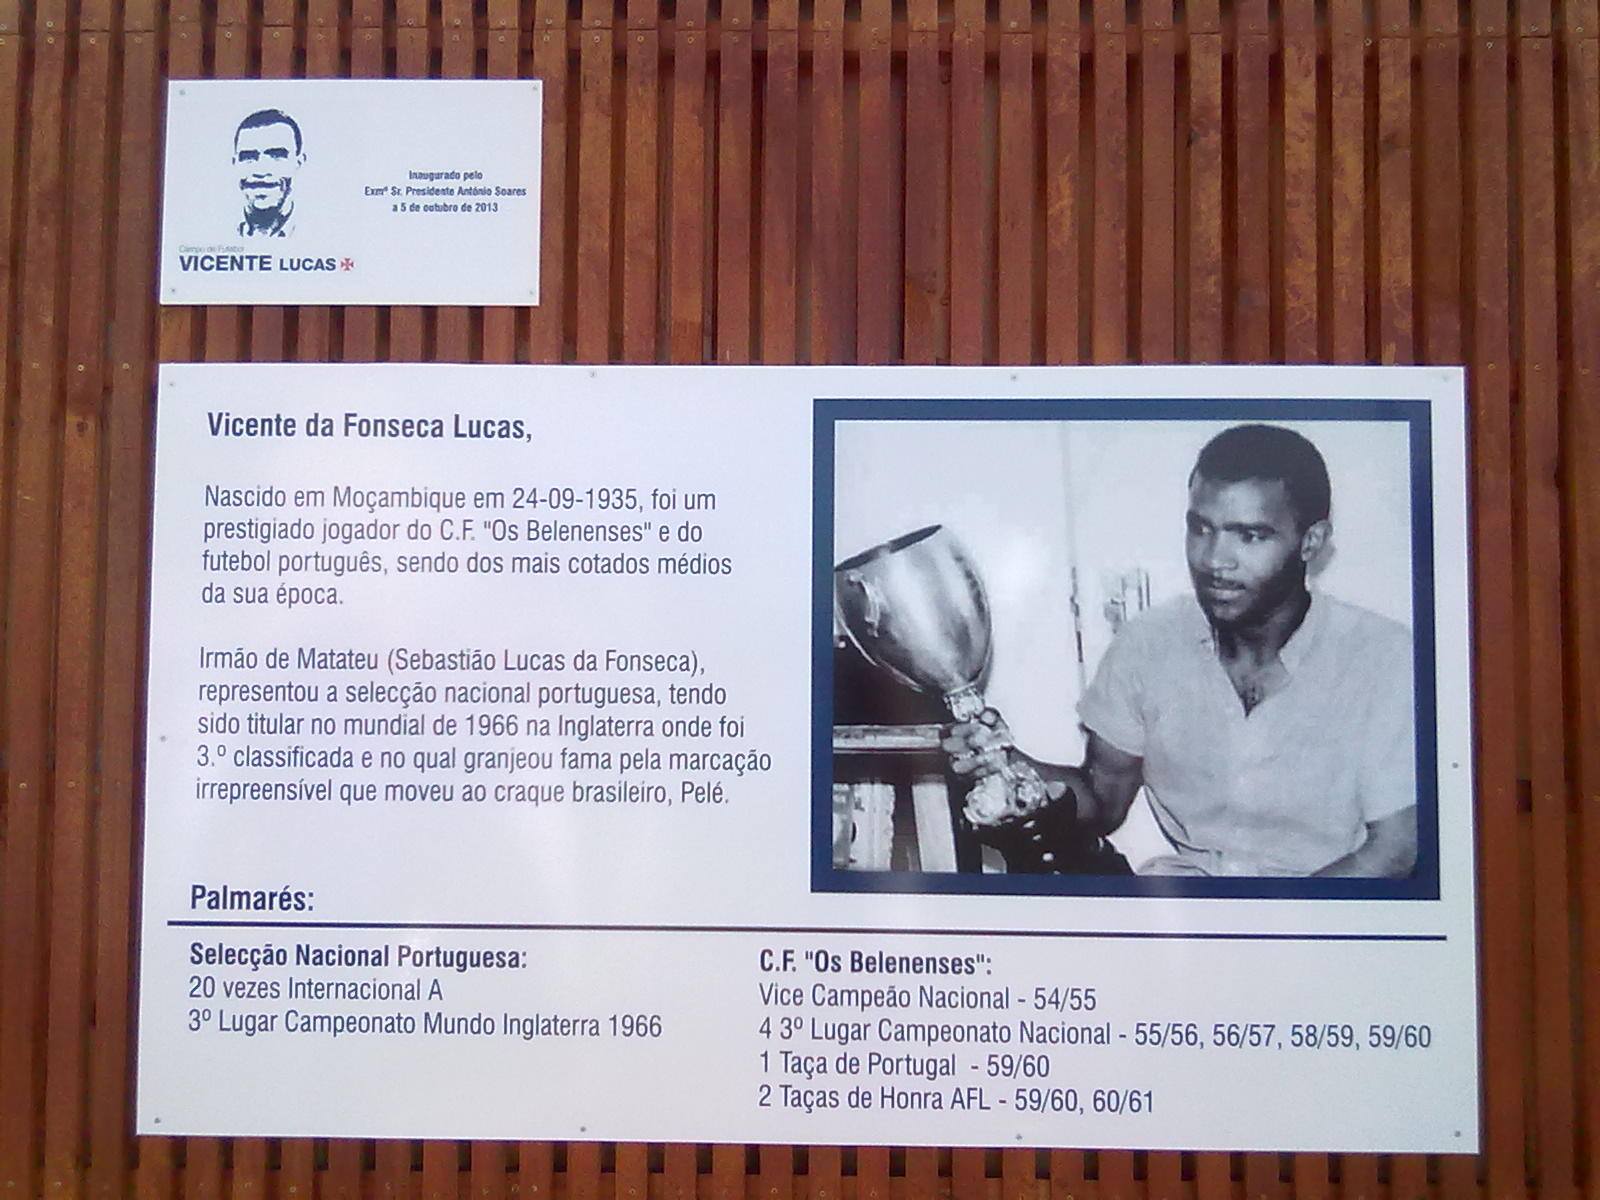 Inaugurado pelo
Exmº Sr. Presidente António Soares
a 5 de outubro de 2013
Campo de Futebol
VICENTE LUCAS
Vicente da Fonseca Lucas,
Nascido em Moçambique em 24-09-1935, foi um
prestigiado jogador do C.F. "Os Belenenses" e do
futebol português, sendo dos mais cotados médios
da sua época.
Irmão de Matateu (Sebastião Lucas da Fonseca),
representou a selecção nacional portuguesa, tendo
sido titular no mundial de 1966 na Inglaterra onde foi
3.º classificada e no qual granjeou fama pela marcação
irrepreensível que moveu ao craque brasileiro, Pelé.
Palmarés:
Selecção Nacional Portuguesa:
20 vezes Internacional A
3º Lugar Campeonato Mundo Inglaterra 1966
C.F. "Os Belenenses":
Vice Campeão Nacional - 54/55
4 3º Lugar Campeonato Nacional - 55/56, 56/57, 58/59, 59/60
1 Taça de Portugal - 59/60
2 Taças de Honra AFL - 59/60, 60/61